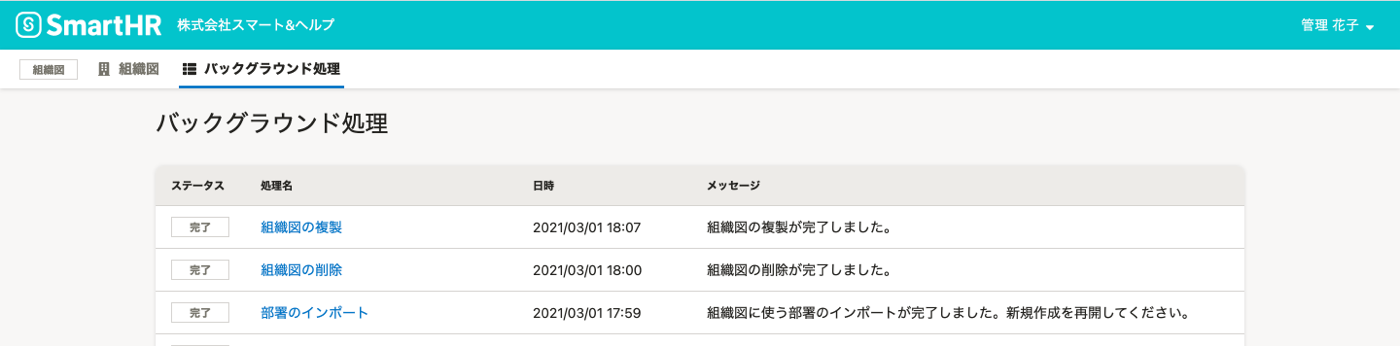 SmartHR 株式会社スマート&ヘルプ 管理 花子
組織図 組織図 バックグラウンド処理
バックグラウンド処理
ステータス 処理名 日時 メッセージ
完了 組織図の複製 2021/03/01 18:07 組織図の複製が完了しました。
完了 組織図の削除 2021/03/01 18:00 組織図の削除が完了しました。
完了 部署のインポート 2021/03/01 17:59 組織図に使う部署のインポートが完了しました。新規作成を再開してください。